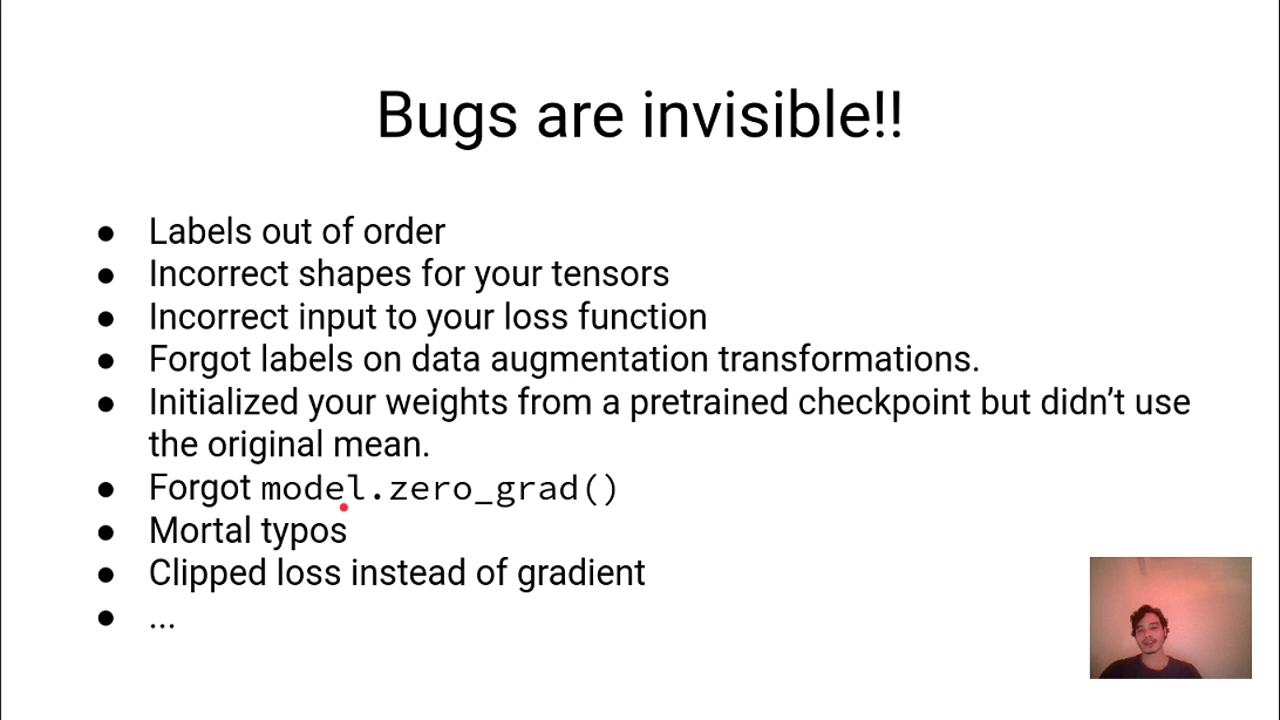 Bugs are invisible!!
● Labels out of order
● Incorrect shapes for your tensors
● Incorrect input to your loss function
● Forgot labels on data augmentation transformations.
● Initialized your weights from a pretrained checkpoint but didn’t use
the original mean.
● Forgot model.zero_grad()
● Mortal typos
● Clipped loss instead of gradient
● ...